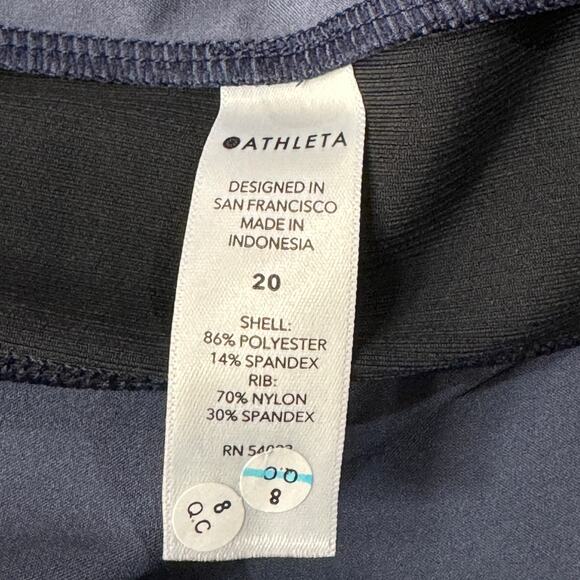 ATHLETA
DESIGNED IN
SAN FRANCISCO
MADE IN
INDONESIA
20
SHELL:
86% POLYESTER
14% SPANDEX
RIB:
70% NYLON
30% SPANDEX
RN
Q.C
8
8
Q.C